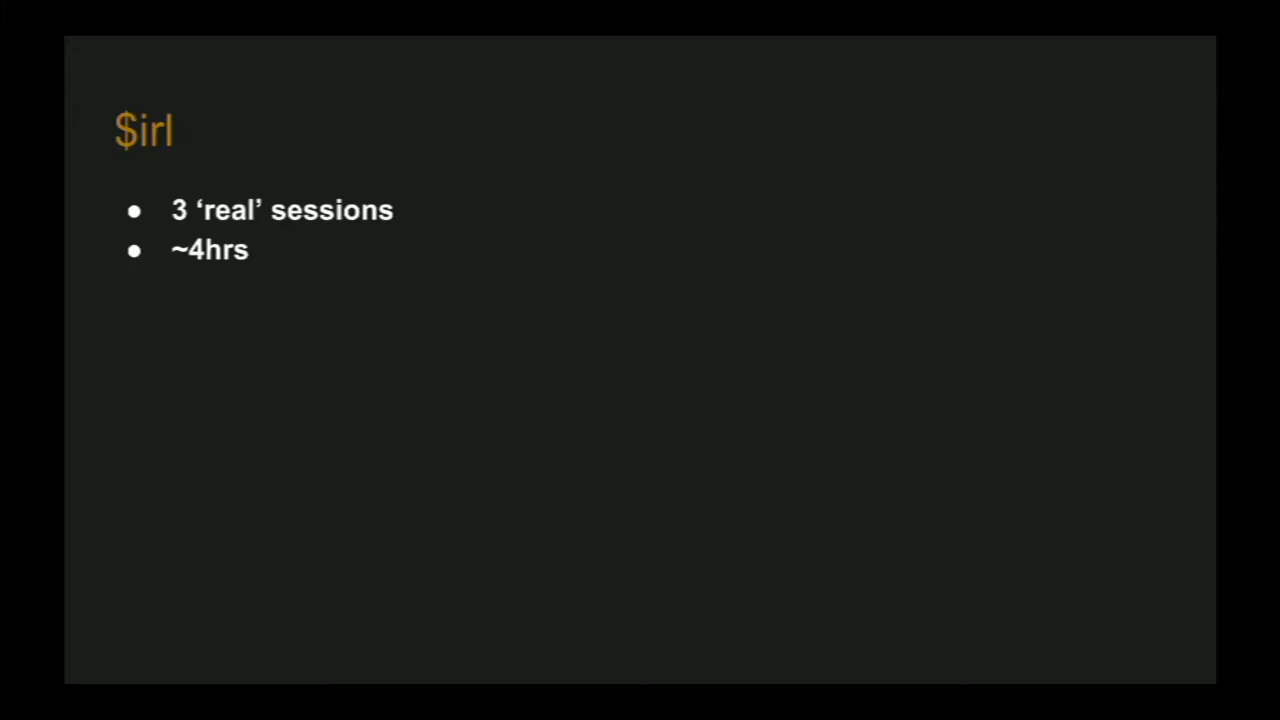 $irl
● 3 ‘real’ sessions
● ~4hrs